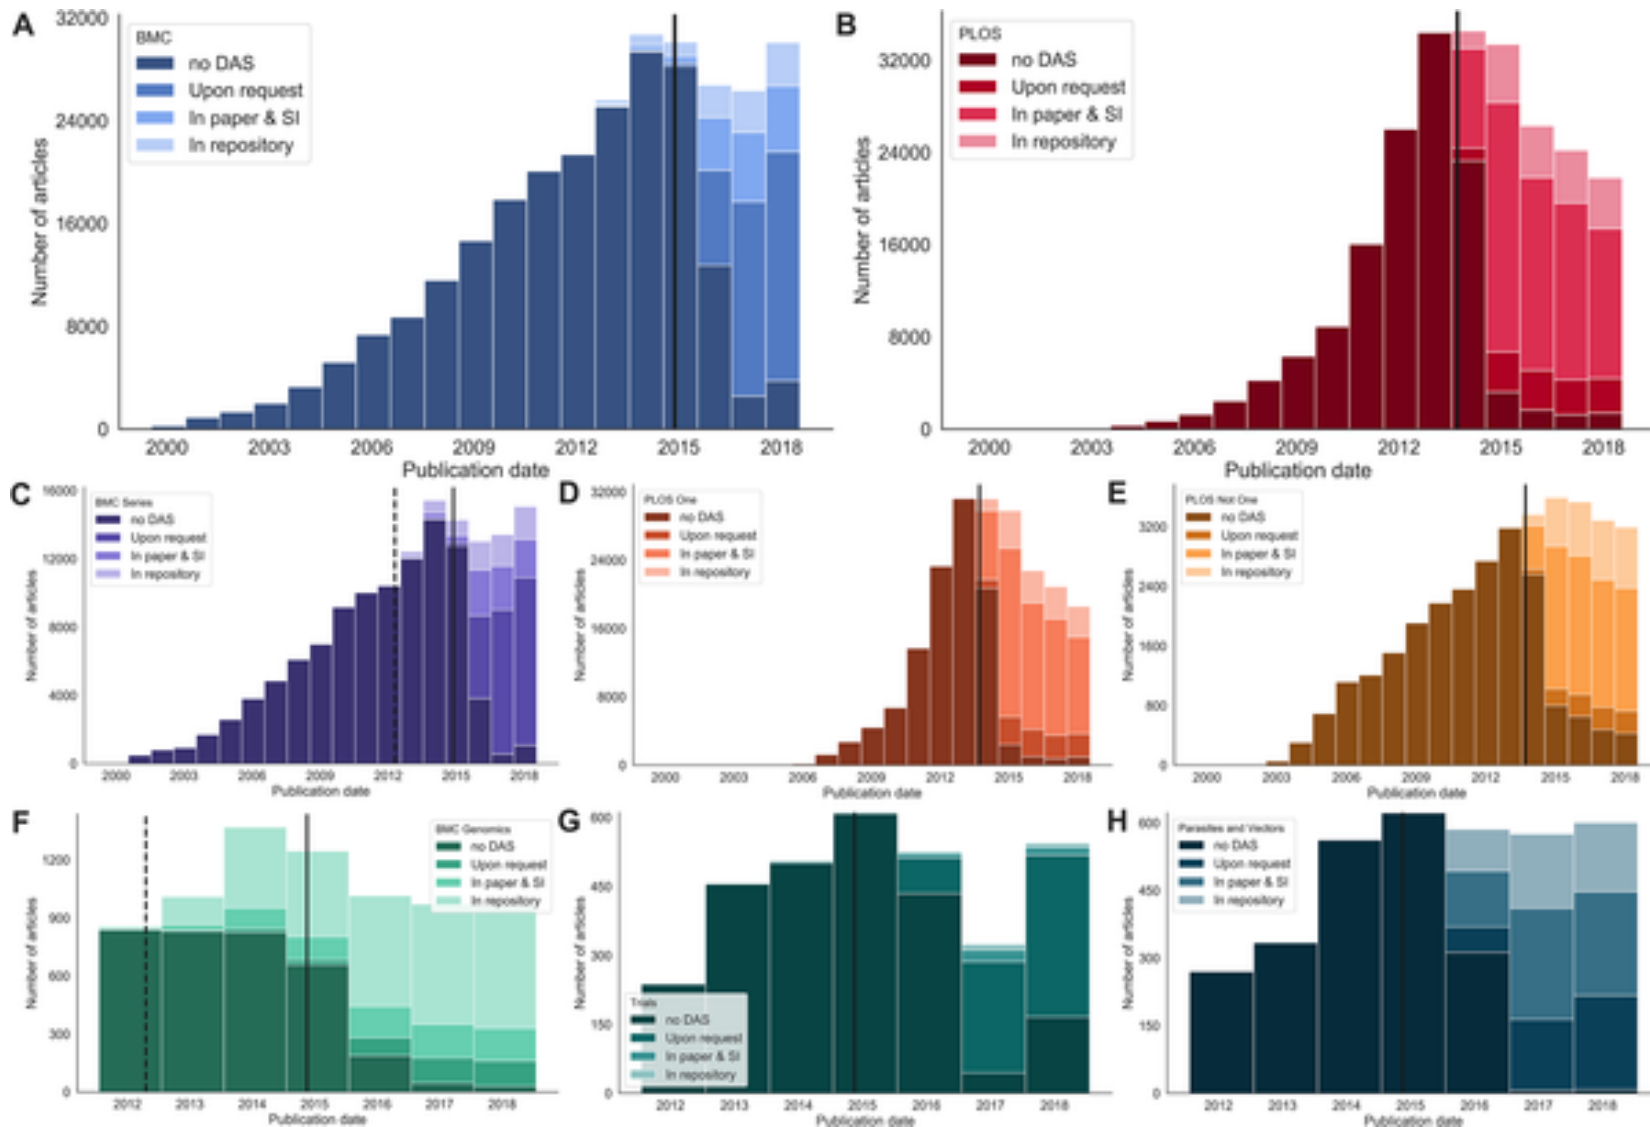 A
32000
24000
16000
8000
0
Number of articles
BMC
no DAS
Upon request
In paper & SI
In repository
2000 2003 2006 2009 2012 2015 2018
Publication date
B
32000
24000
16000
8000
0
Number of articles
PLOS
no DAS
Upon request
In paper & SI
In repository
2000 2003 2006 2009 2012 2015 2018
Publication date
C
16000
12000
8000
4000
0
Number of articles
BMC Series
no DAS
Upon request
In paper & SI
In repository
2000 2003 2006 2009 2012 2015 2018
Publication date
D
32000
24000
16000
8000
0
Number of articles
PLOS One
no DAS
Upon request
In paper & SI
In repository
2000 2003 2006 2009 2012 2015 2018
Publication date
E
3200
2400
1600
800
0
Number of articles
PLOS Not One
no DAS
Upon request
In paper & SI
In repository
2000 2003 2006 2009 2012 2015 2018
Publication date
F
1200
900
600
300
0
Number of articles
BMC Genomics
no DAS
Upon request
In paper & SI
In repository
2012 2013 2014 2015 2016 2017 2018
Publication date
G
600
450
300
150
0
Number of articles
Trials
no DAS
Upon request
In paper & SI
In repository
2012 2013 2014 2015 2016 2017 2018
Publication date
H
600
450
300
150
0
Number of articles
Parasites and Vectors
no DAS
Upon request
In paper & SI
In repository
2012 2013 2014 2015 2016 2017 2018
Publication date